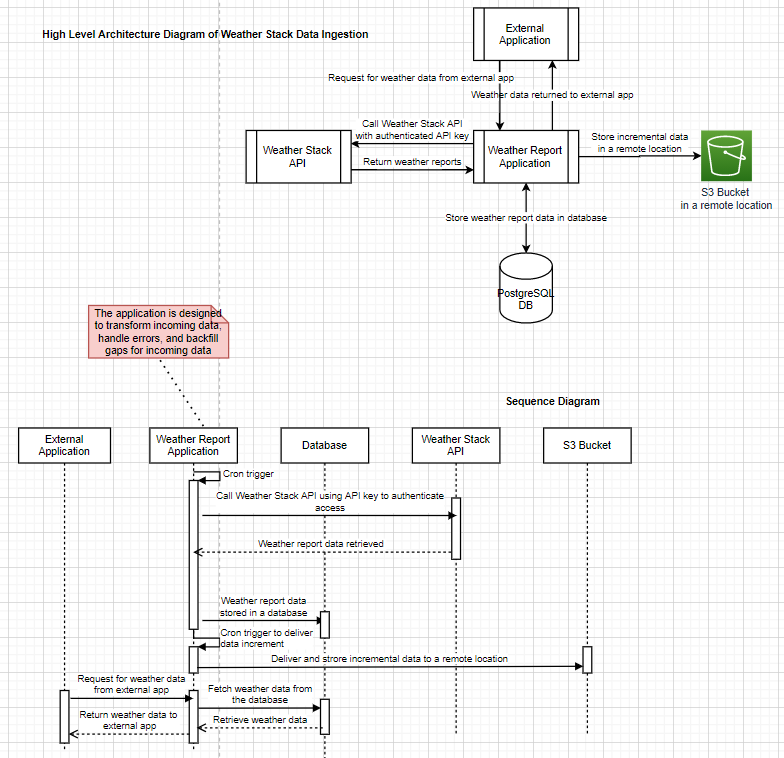 High Level Architecture Diagram of Weather Stack Data Ingestion
External
Application
Request for weather data from external app
Weather data returned to external app
Call Weather Stack API
with authenticated API key
Weather Stack
API
Return weather reports
Weather Report
Application
Store incremental data
in a remote location
S3 Bucket
in a remote location
Store weather report data in database
PostgreSQL
DB
The application is designed
to transform incoming data,
handle errors, and backfill
gaps for incoming data
Sequence Diagram
External
Application
Weather Report
Application
Database
Weather Stack
API
S3 Bucket
Cron trigger
Call Weather Stack API using API key to authenticate
access
Weather report data retrieved
Weather report data
stored in a database
Cron trigger to deliver
data increment
Deliver and strore incremental data to a remote location
Request for weather data
from external app
Fetch weather data from
the database
Return weather data to
external app
Retrieve weather data